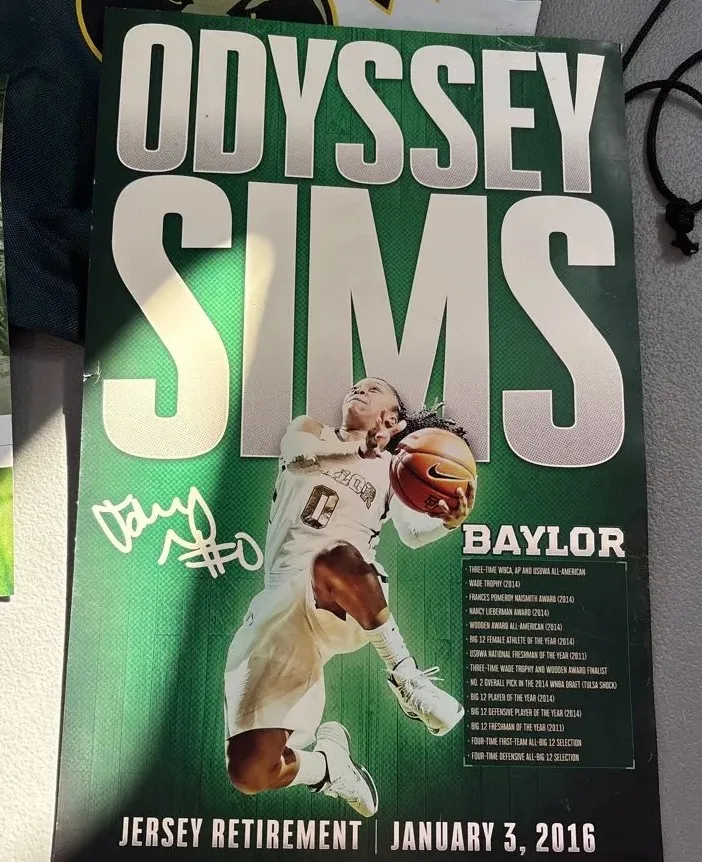 ODYSSEY
SIMS
BAYLOR
0
#0
BAYLOR
· THREE-TIME WBCA, AP AND USBWA ALL-AMERICAN
· WADE TROPHY (2014)
· FRANCES POMEROY NAISMITH AWARD (2014)
· NANCY LIEBERMAN AWARD (2014)
· WOODEN AWARD ALL-AMERICAN (2014)
· BIG 12 FEMALE ATHLETE OF THE YEAR (2014)
· USBWA NATIONAL FRESHMAN OF THE YEAR (2011)
· THREE-TIME WADE TROPHY AND WOODEN AWARD FINALIST
· NO. 2 OVERALL PICK IN THE 2014 WNBA DRAFT (TULSA SHOCK)
· BIG 12 PLAYER OF THE YEAR (2014)
· BIG 12 DEFENSIVE PLAYER OF THE YEAR (2014)
· BIG 12 FRESHMAN OF THE YEAR (2011)
· FOUR-TIME FIRST-TEAM ALL-BIG 12 SELECTION
· FOUR-TIME DEFENSIVE ALL-BIG 12 SELECTION
JERSEY RETIREMENT | JANUARY 3, 2016